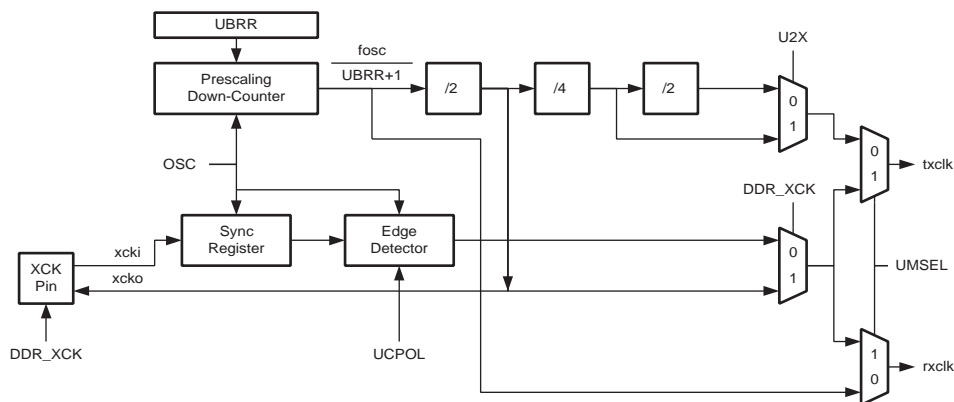 UBRR
fosc
UBRR+1
U2X
Prescaling
Down-Counter
/2
/4
/2
0
1
OSC
0
1
txclk
DDR_XCK
xcki
Sync
Register
Edge
Detector
0
1
UMSEL
XCK
Pin
xcko
DDR_XCK
UCPOL
1
0
rxclk